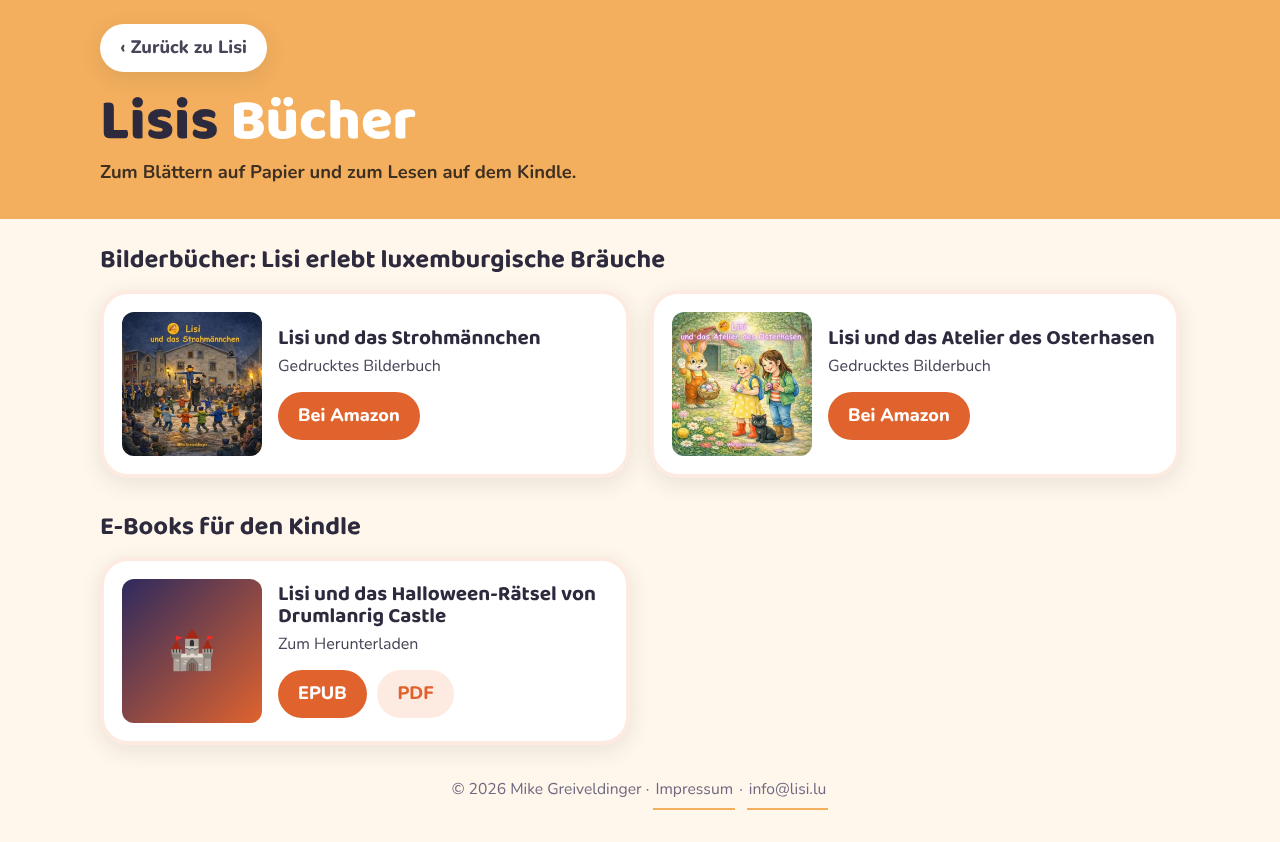 ‹ Zurück zu Lisi
Lisis Bücher
Zum Blättern auf Papier und zum Lesen auf dem Kindle.
Bilderbücher: Lisi erlebt luxemburgische Bräuche
Lisi
und das Strohmännchen
Lisi und das Strohmännchen
Gedrucktes Bilderbuch
Bei Amazon
Lisi
und das Atelier des Osterhasen
Lisi und das Atelier des Osterhasen
Gedrucktes Bilderbuch
Bei Amazon
E-Books für den Kindle
Lisi und das Halloween-Rätsel von
Drumlanrig Castle
Zum Herunterladen
EPUB
PDF
© 2026 Mike Greiveldinger · Impressum · info@lisi.lu